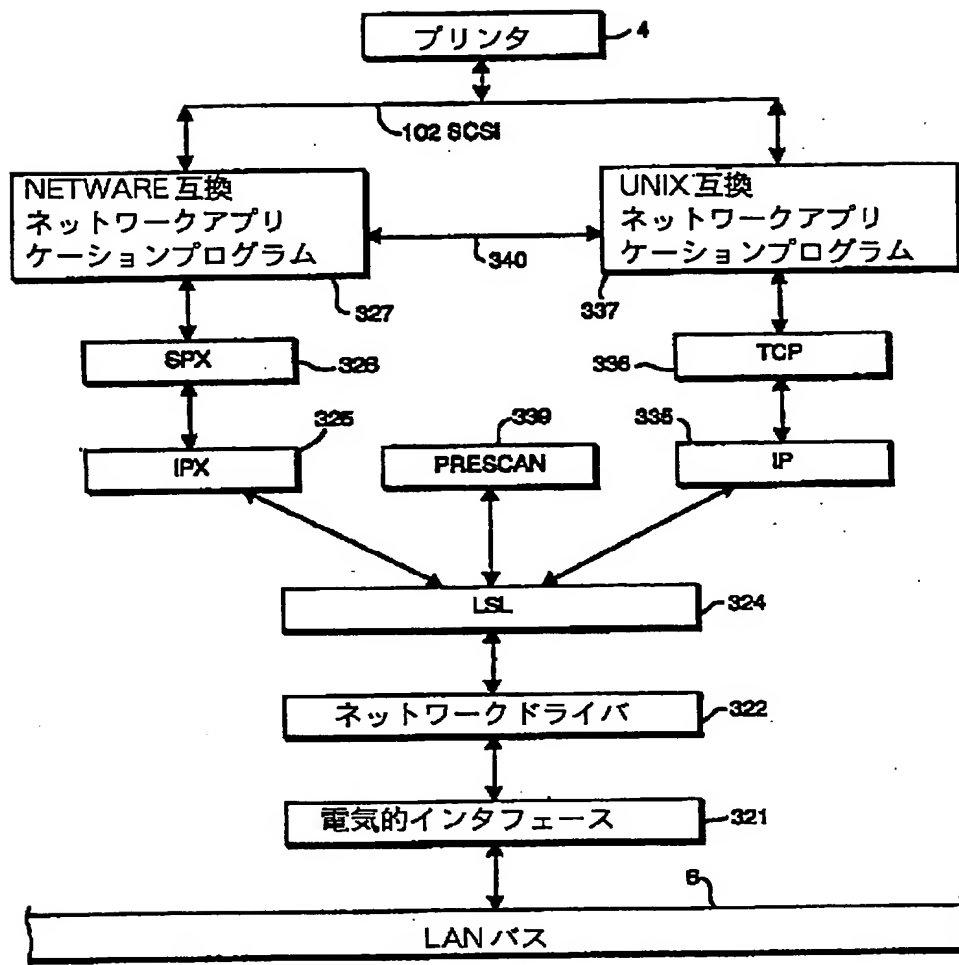 プリンタ
4
102 SCSI
NETWARE 互換
ネットワークアプリ
ケーションプログラム
327
340
UNIX 互換
ネットワークアプリ
ケーションプログラム
337
SPX
326
TCP
336
325
IPX
339
PRESCAN
335
IP
LSL
324
ネットワークドライバ
322
電気的インタフェース
321
6
LAN バス